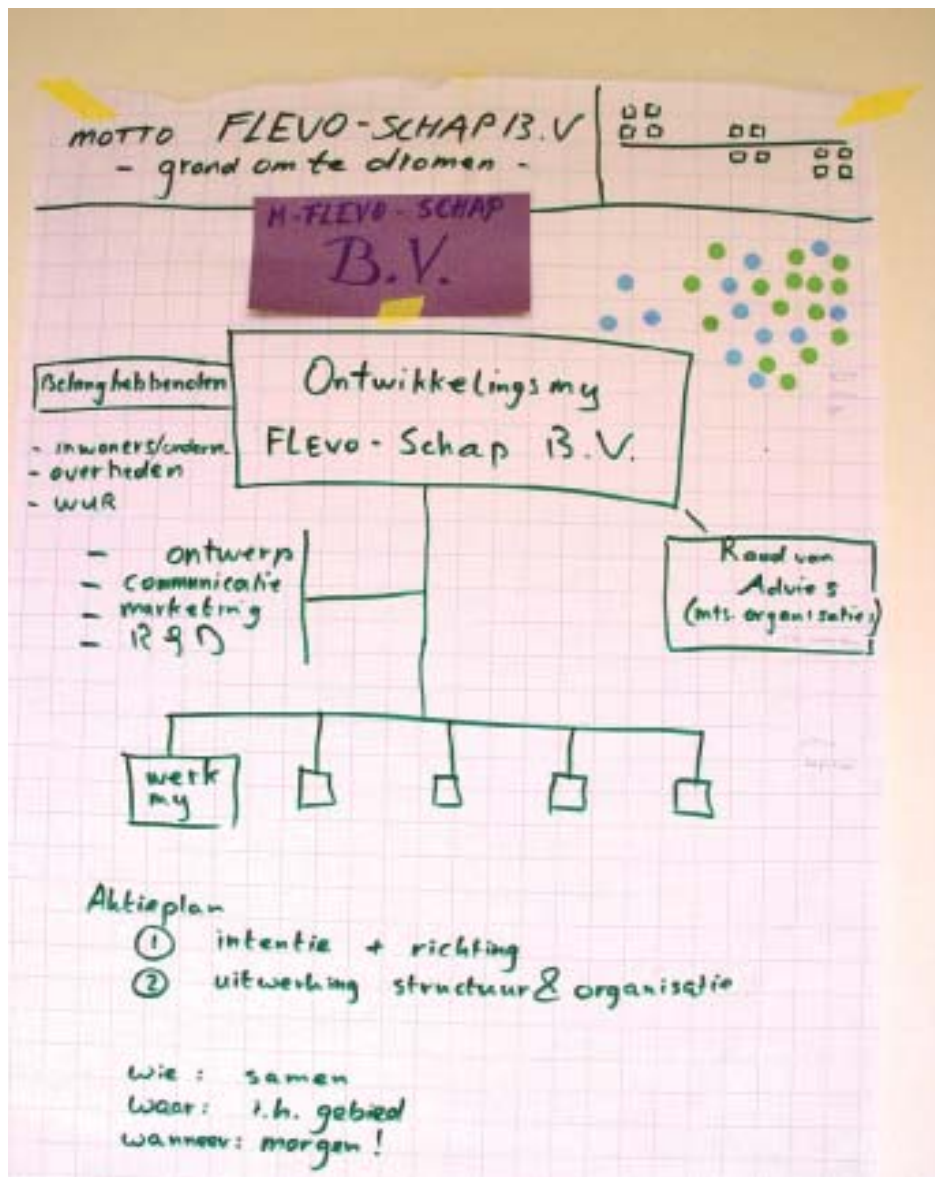 MOTTO FLEVO-SCHAP B.V
- grond om te dromen -
H-FLEVO-SCHAP
B.V.
Belanghebbenden
- inwoners/ondern.
- overheden
- WUR
Ontwikkelingsmy
FLEVO-Schap B.V.
Raad van
Advies
(mts. organisaties)
- ontwerp
- communicatie
- marketing
- R&D
werk
my
Aktieplan
1 intentie + richting
2 uitwerking structuur & organisatie
wie: samen
waar: i.h. gebied
wanneer: morgen!